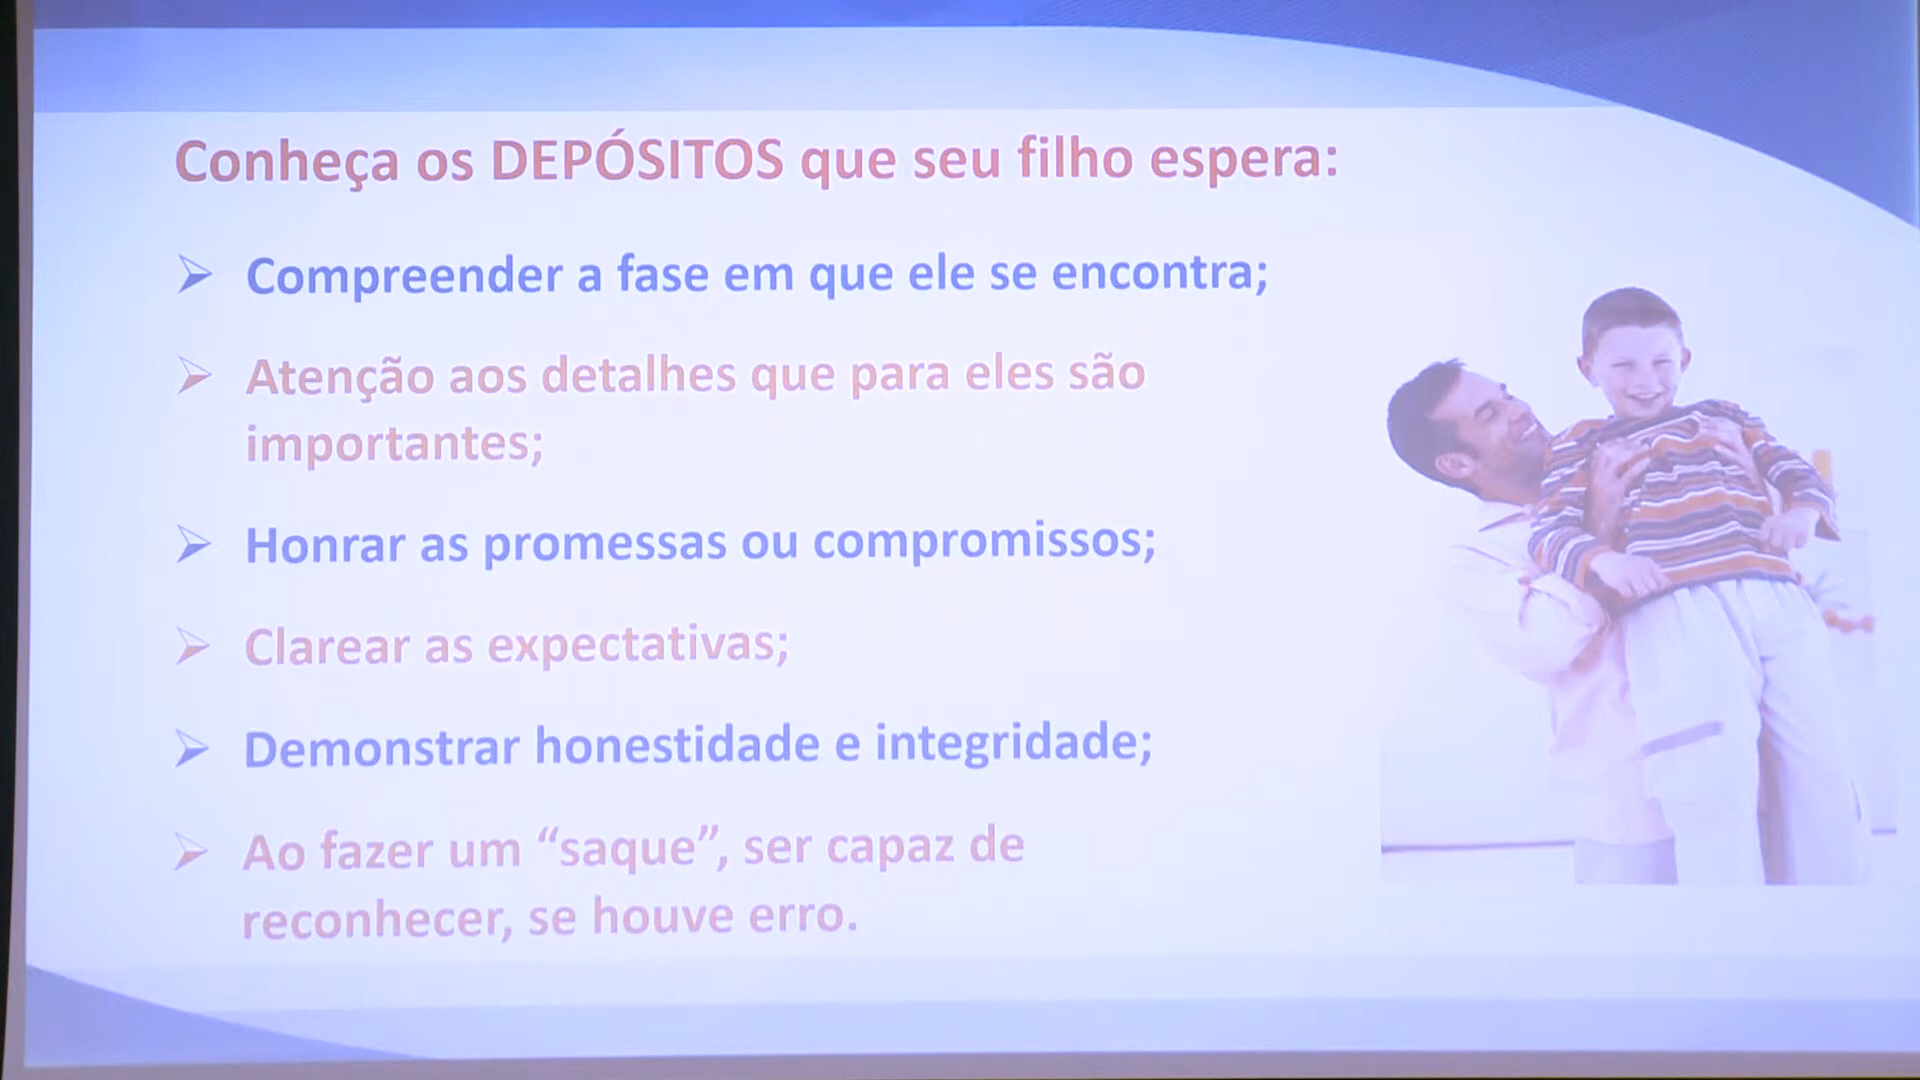 Conheça os DEPÓSITOS que seu filho espera:
Compreender a fase em que ele se encontra;
Atenção aos detalhes que para eles são
importantes;
Honrar as promessas ou compromissos;
Clarear as expectativas;
Demonstrar honestidade e integridade;
Ao fazer um “saque”, ser capaz de
reconhecer, se houve erro.